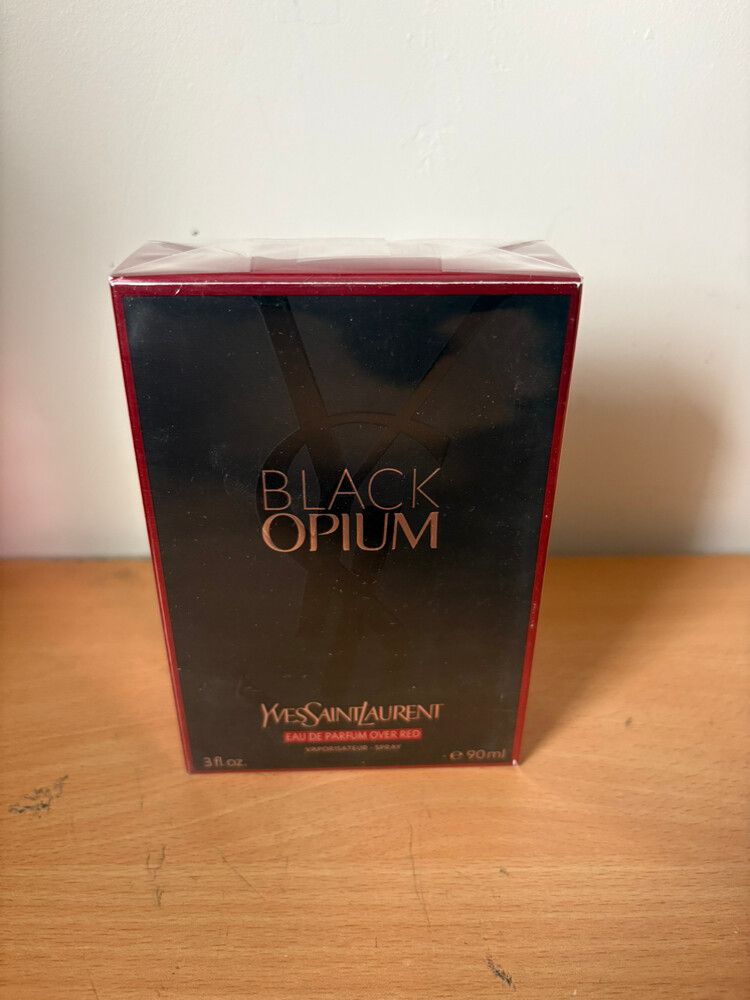 BLACK
OPIUM
YVESSAINTLAURENT
EAU DE PARFUM OVER RED
VAPORISATEUR - SPRAY
3 fl. oz. e 90 ml